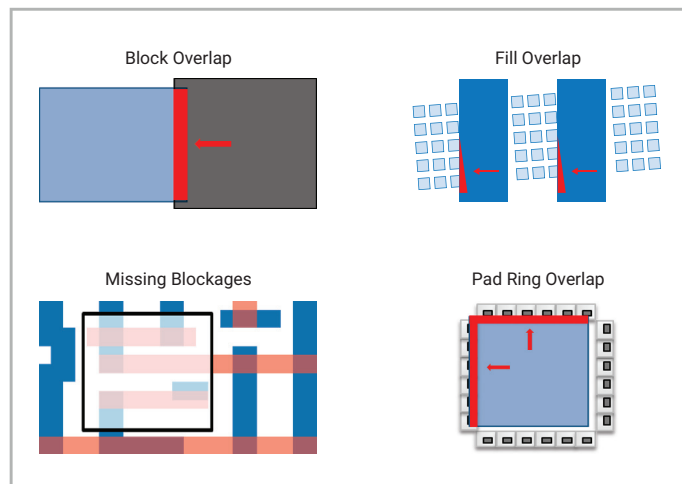 Block Overlap
Fill Overlap
Missing Blockages
Pad Ring Overlap